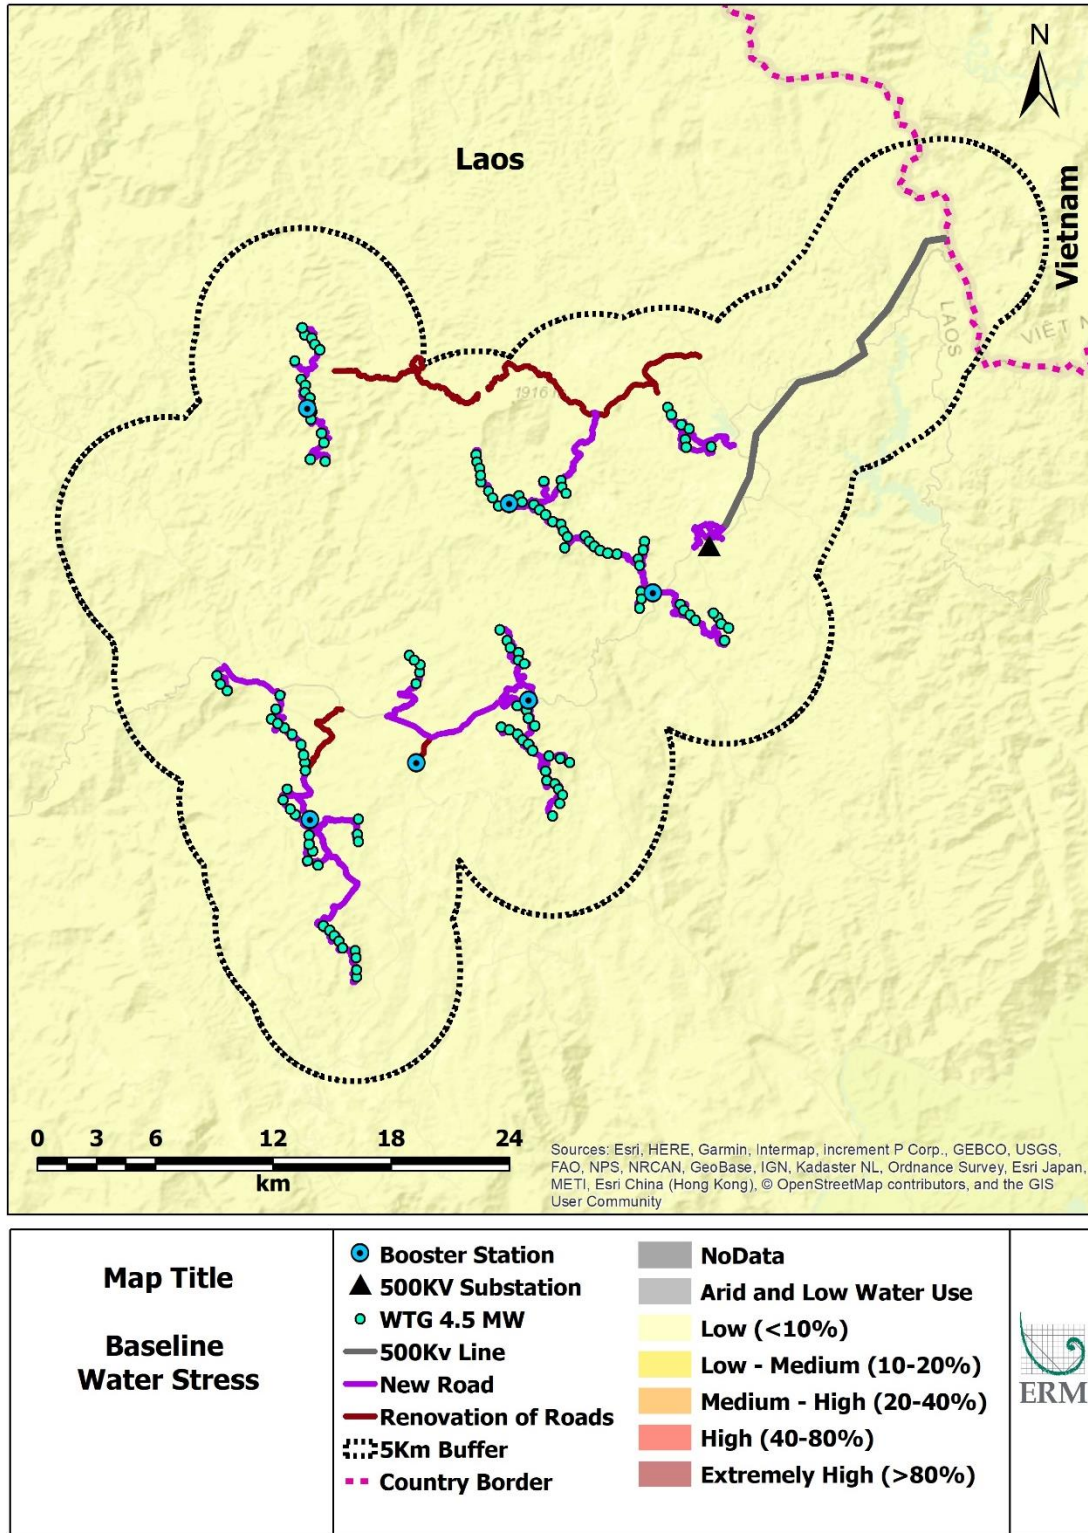 N
Laos
Vietnam
LAOS
VIÊT N
1916
0 3 6 12 18 24
km
Sources: Esri, HERE, Garmin, Intermap, increment P Corp., GEBCO, USGS,
FAO, NPS, NRCAN, GeoBase, IGN, Kadaster NL, Ordnance Survey, Esri Japan,
METI, Esri China (Hong Kong), © OpenStreetMap contributors, and the GIS
User Community
Map Title
Baseline
Water Stress
Booster Station
500KV Substation
WTG 4.5 MW
500Kv Line
New Road
Renovation of Roads
5Km Buffer
Country Border
NoData
Arid and Low Water Use
Low (<10%)
Low - Medium (10-20%)
Medium - High (20-40%)
High (40-80%)
Extremely High (>80%)
ERM